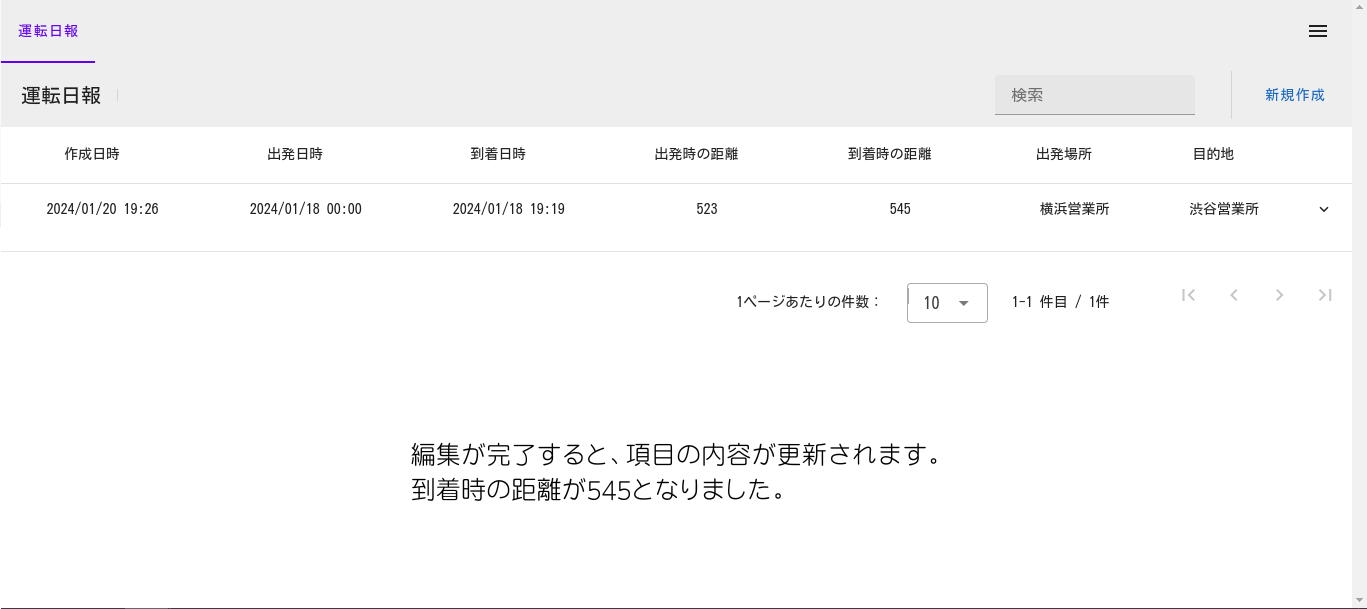 運転日報
運転日報 検索 新規作成
作成日時 出発日時 到着日時 出発時の距離 到着時の距離 出発場所 目的地
2024/01/20 19:26 2024/01/18 00:00 2024/01/18 19:19 523 545 横浜営業所 渋谷営業所
1ページあたりの件数： 10 1-1 件目 / 1件
編集が完了すると、項目の内容が更新されます。
到着時の距離が545となりました。